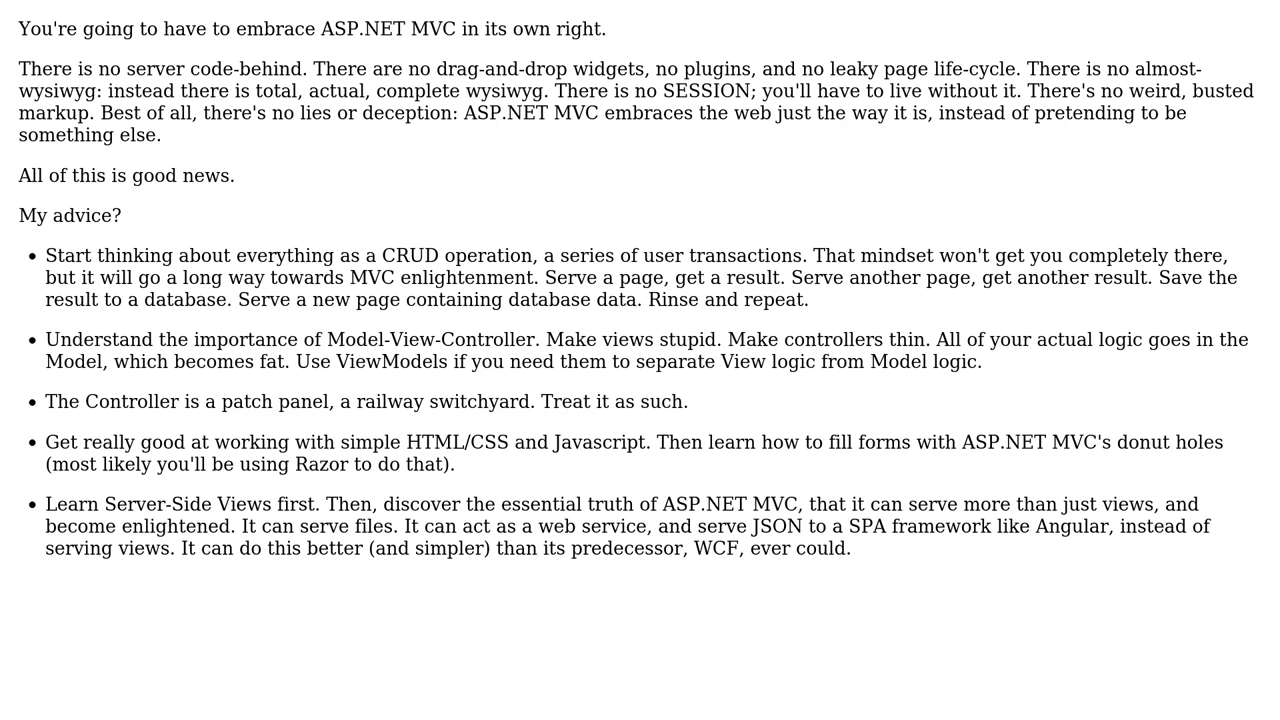 You're going to have to embrace ASP.NET MVC in its own right.
There is no server code-behind. There are no drag-and-drop widgets, no plugins, and no leaky page life-cycle. There is no almost-
wysiwyg: instead there is total, actual, complete wysiwyg. There is no SESSION; you'll have to live without it. There's no weird, busted
markup. Best of all, there's no lies or deception: ASP.NET MVC embraces the web just the way it is, instead of pretending to be
something else.
All of this is good news.
My advice?
• Start thinking about everything as a CRUD operation, a series of user transactions. That mindset won't get you completely there,
but it will go a long way towards MVC enlightenment. Serve a page, get a result. Serve another page, get another result. Save the
result to a database. Serve a new page containing database data. Rinse and repeat.
• Understand the importance of Model-View-Controller. Make views stupid. Make controllers thin. All of your actual logic goes in the
Model, which becomes fat. Use ViewModels if you need them to separate View logic from Model logic.
• The Controller is a patch panel, a railway switchyard. Treat it as such.
• Get really good at working with simple HTML/CSS and Javascript. Then learn how to fill forms with ASP.NET MVC's donut holes
(most likely you'll be using Razor to do that).
• Learn Server-Side Views first. Then, discover the essential truth of ASP.NET MVC, that it can serve more than just views, and
become enlightened. It can serve files. It can act as a web service, and serve JSON to a SPA framework like Angular, instead of
serving views. It can do this better (and simpler) than its predecessor, WCF, ever could.